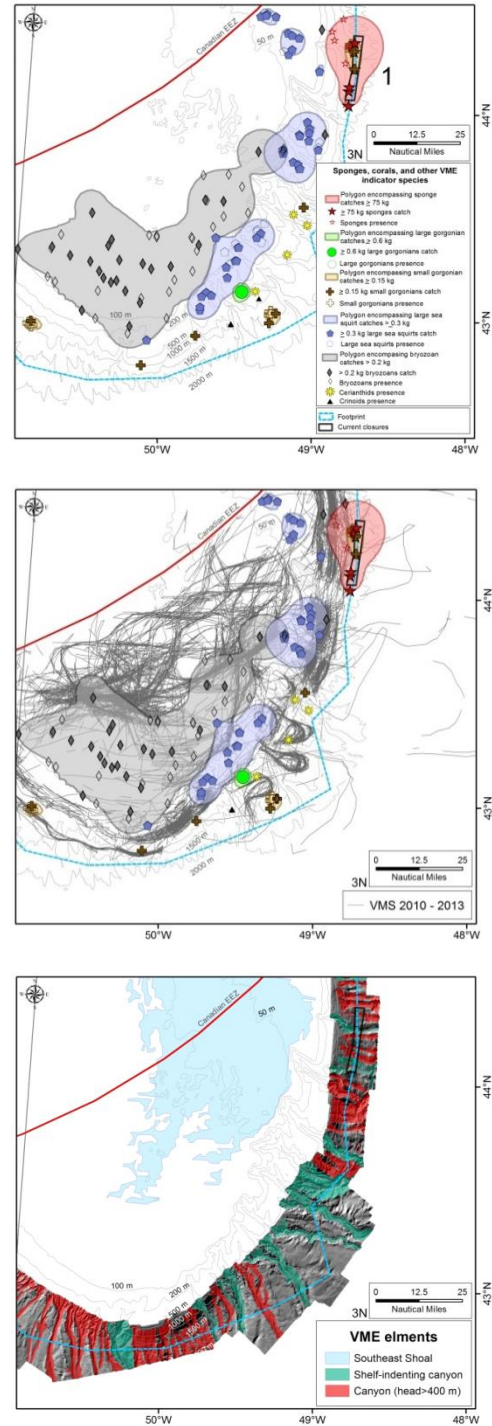 Canadian EEZ
50 m
1
44°N
0 12.5 25
Nautical Miles
3N
Sponges, corals, and other VME
indicator species
Polygon encompassing sponge
catches ≥ 75 kg
≥ 75 kg sponges catch
Sponges presence
Polygon encompassing large gorgonian
catches ≥ 0.6 kg
≥ 0.6 kg large gorgonians catch
Large gorgonians presence
Polygon encompassing small gorgonian
catches ≥ 0.15 kg
≥ 0.15 kg small gorgonians catch
Small gorgonians presence
Polygon encompassing large sea
squirt catches ≥ 0.3 kg
≥ 0.3 kg large sea squirts catch
Large sea squirts presence
Polygon encompasing bryozoan
catches > 0.2 kg
> 0.2 kg bryozoans catch
Bryozoans presence
Cerianthids presence
Crinoids presence
Footprint
Current closures
100 m
200 m
500 m
1000 m
1500 m
2000 m
43°N
50°W 49°W 48°W
Canadian EEZ
50 m
44°N
1500 m
2000 m
43°N
0 12.5 25
Nautical Miles
3N
VMS 2010 - 2013
50°W 49°W 48°W
Canadian EEZ
50 m
44°N
100 m
200 m
500 m
1000 m
1500 m
43°N
0 12.5 25
Nautical Miles
3N
VME elments
Southeast Shoal
Shelf-indenting canyon
Canyon (head>400 m)
50°W 49°W 48°W